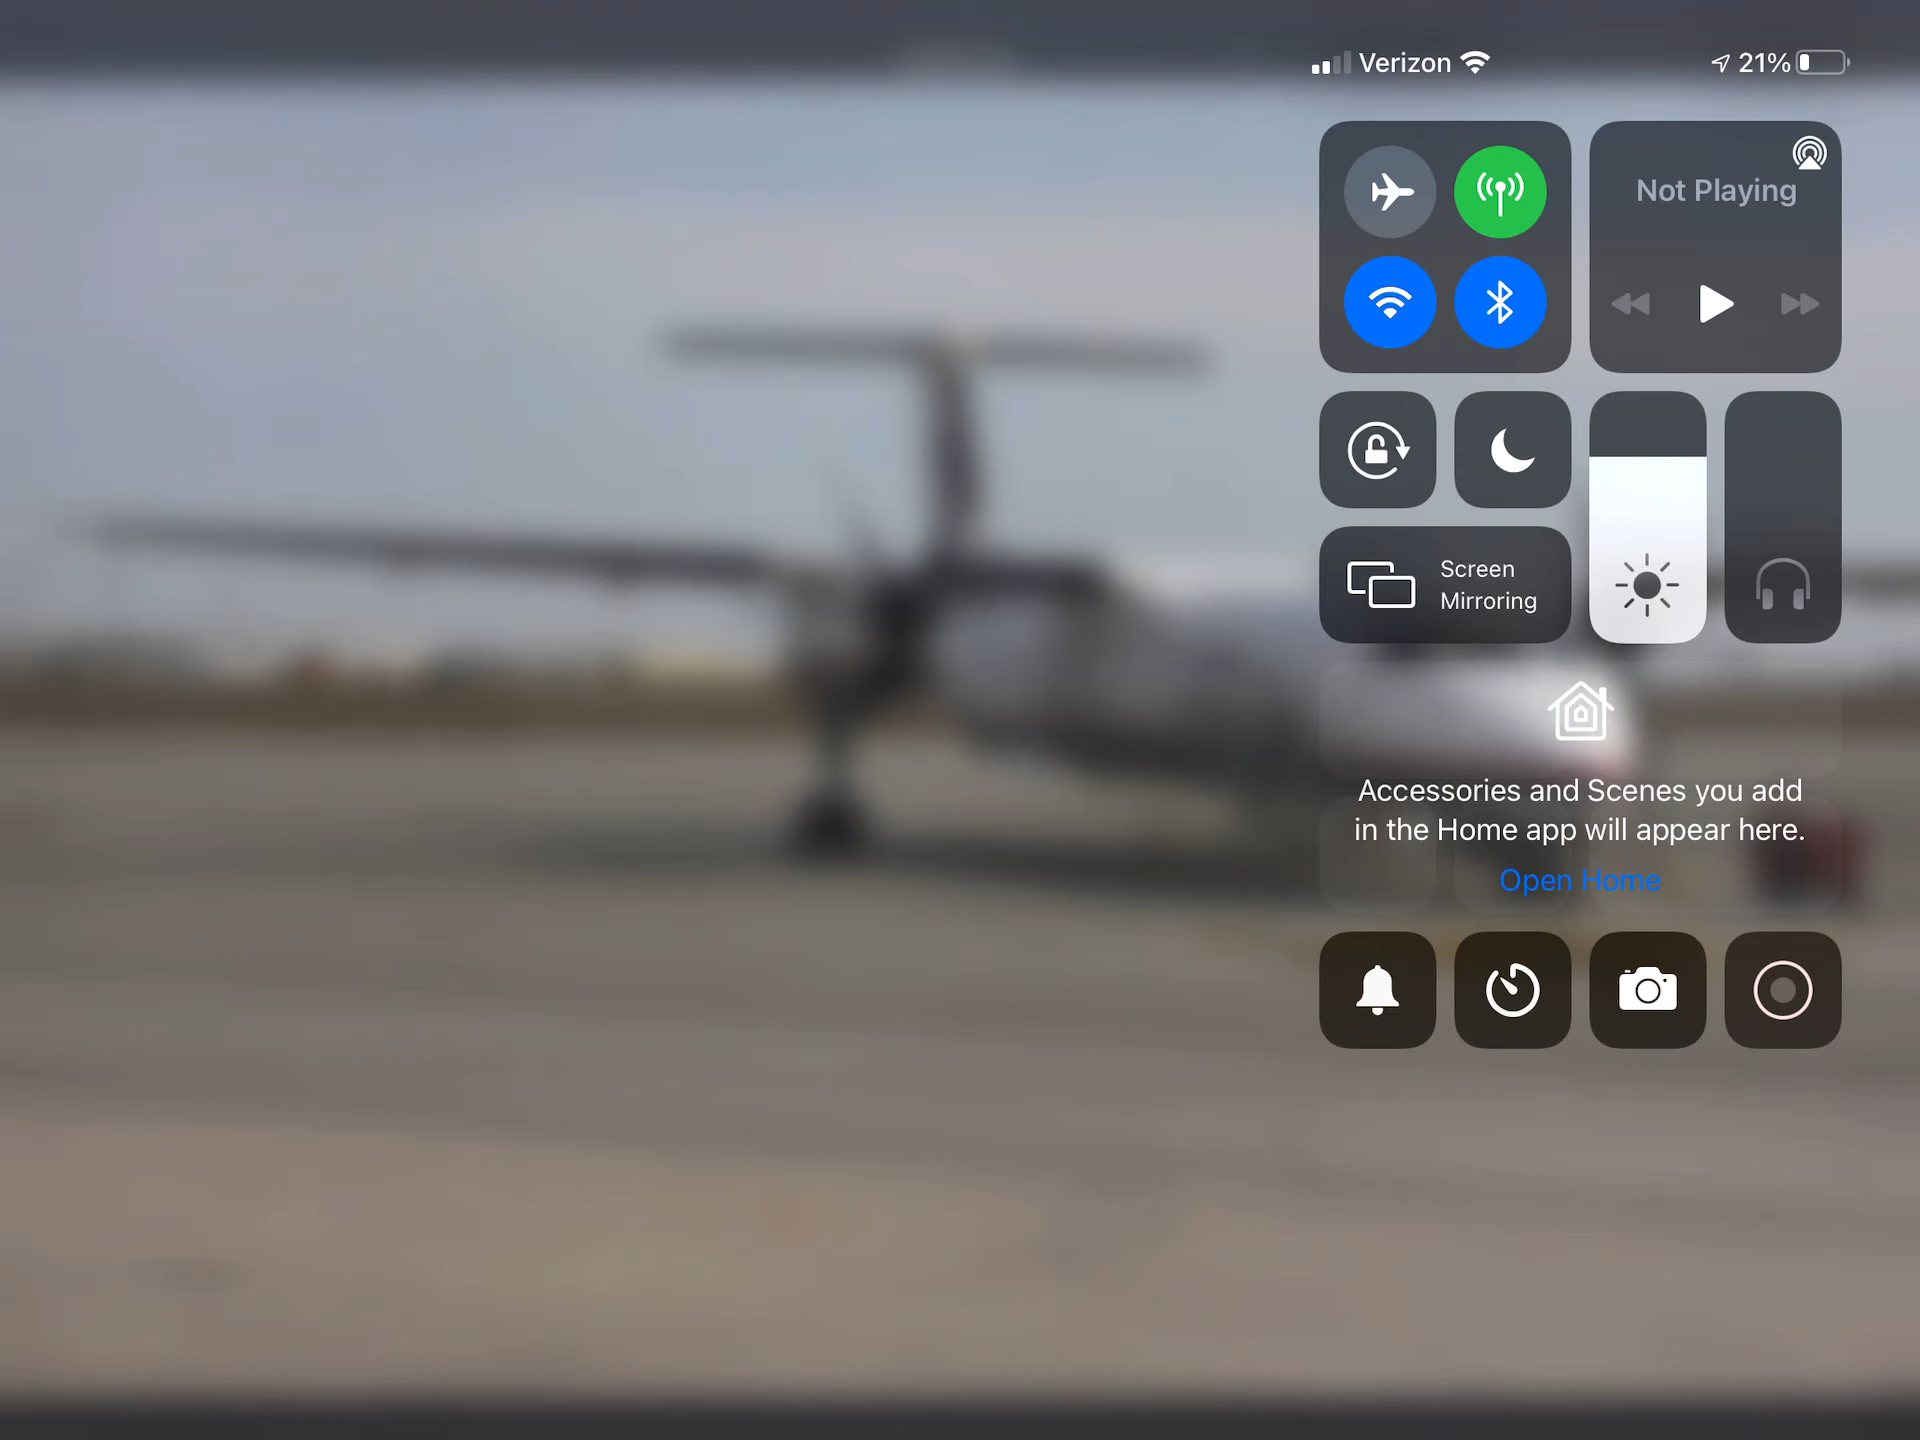 Verizon
21%
Not Playing
Screen
Mirroring
Accessories and Scenes you add
in the Home app will appear here.
Open Home